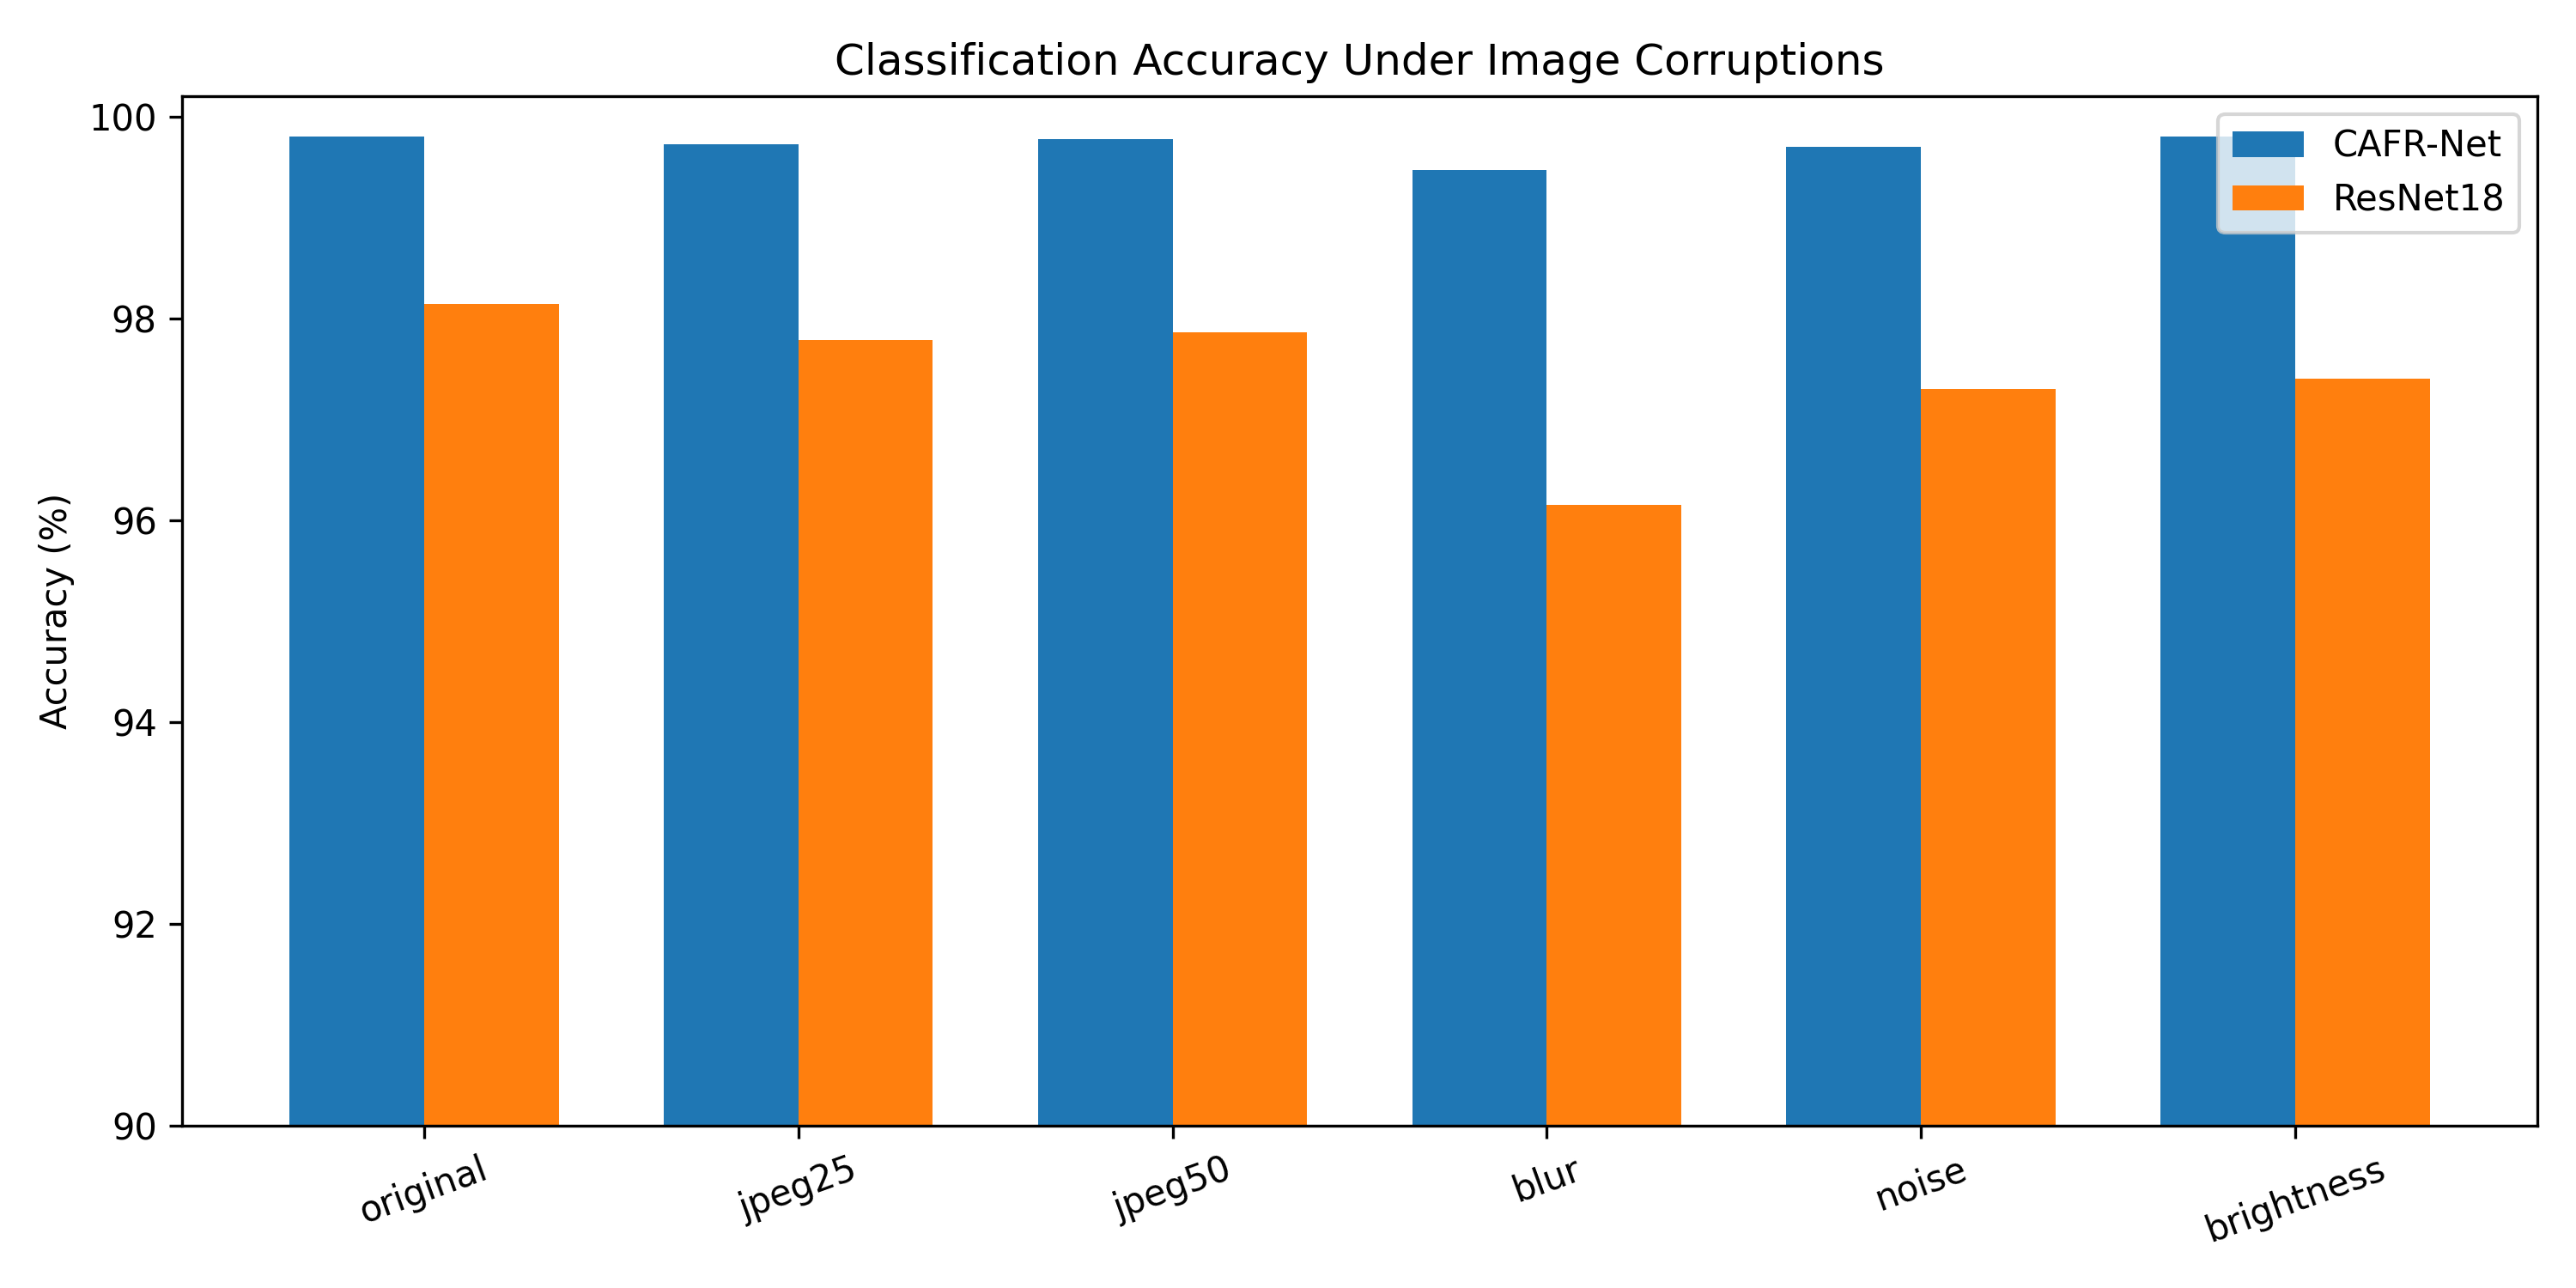 Classification Accuracy Under Image Corruptions
CAFR-Net
ResNet18
Accuracy (%)
100
98
96
94
92
90
original
jpeg25
jpeg50
blur
noise
brightness